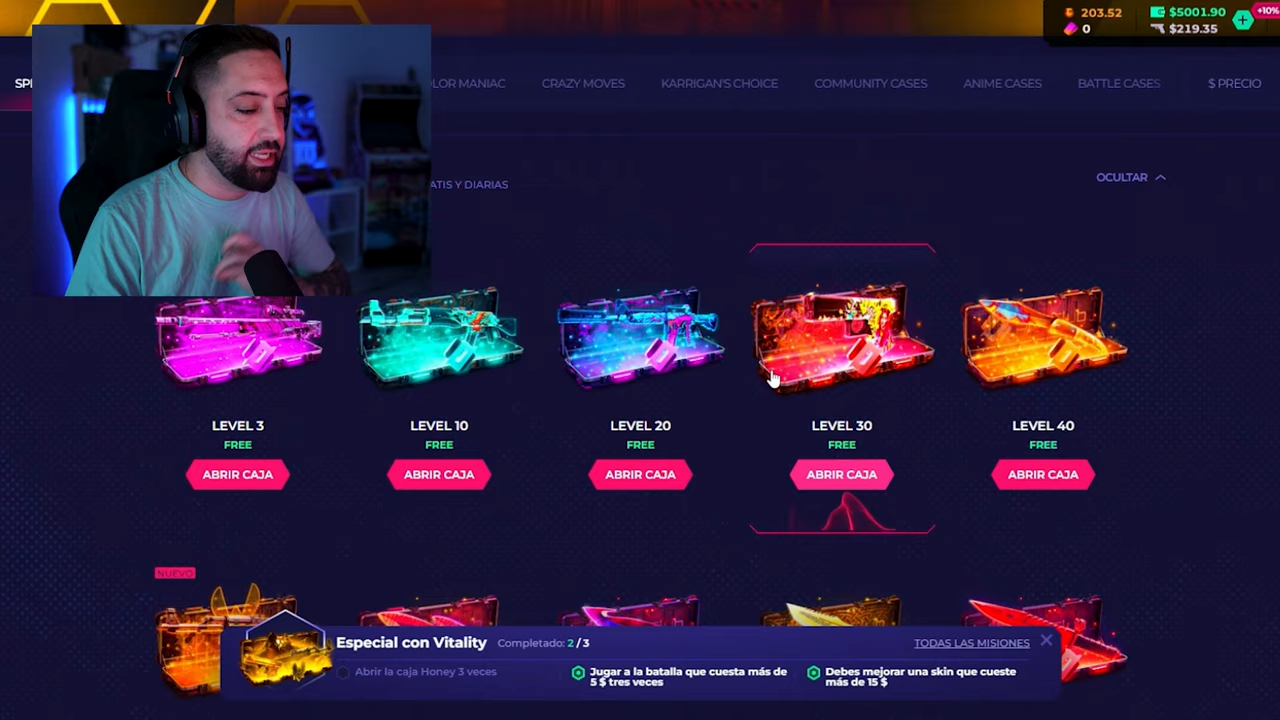 203.52 $5001.90 +10%
0 $219.35
SPE
OLOR MANIAC CRAZY MOVES KARRIGAN'S CHOICE COMMUNITY CASES ANIME CASES BATTLE CASES $ PRECIO
ATIS Y DIARIAS OCULTAR
LEVEL 3 LEVEL 10 LEVEL 20 LEVEL 30 LEVEL 40
FREE FREE FREE FREE FREE
ABRIR CAJA ABRIR CAJA ABRIR CAJA ABRIR CAJA ABRIR CAJA
NUEVO
Especial con Vitality Completado: 2 / 3 TODAS LAS MISIONES
Abrir la caja Honey 3 veces
Jugar a la batalla que cuesta más de
5 $ tres veces
Debes mejorar una skin que cueste
más de 15 $